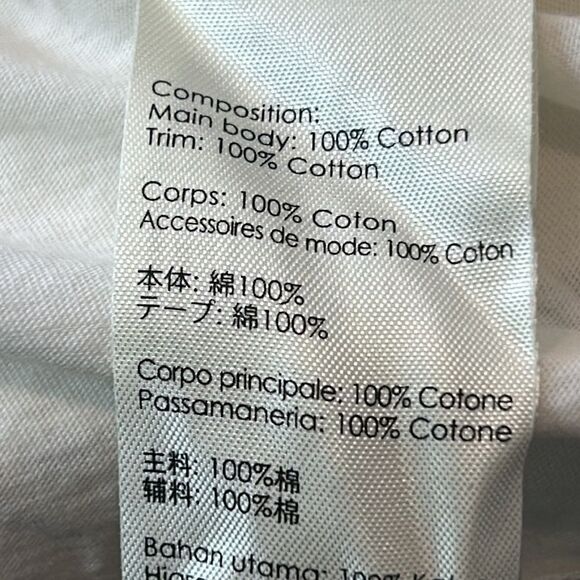 Composition:
Main body: 100% Cotton
Trim: 100% Cotton
Corps: 100% Coton
Accessoires de mode: 100% Coton
本体: 綿100%
テープ: 綿100%
Corpo principale: 100% Cotone
Passamaneria: 100% Cotone
主料: 100%棉
辅料: 100%棉
Bahan utama: 100%